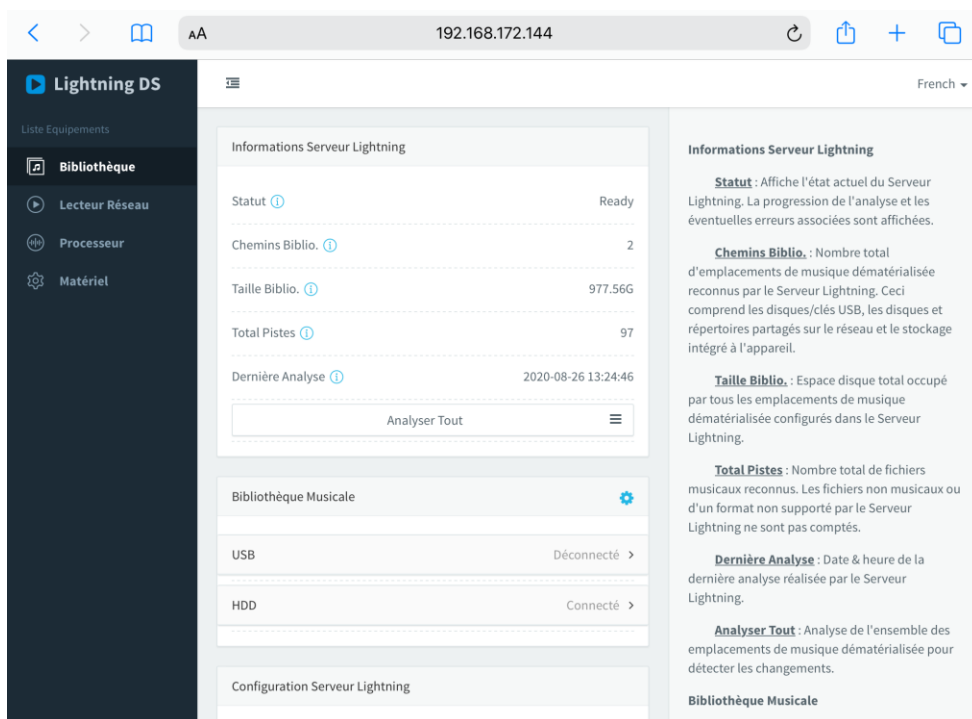 AA
192.168.172.144
Lightning DS
French
Liste Equipements
Bibliothèque
Lecteur Réseau
Processeur
Matériel
Informations Serveur Lightning
Statut
Ready
Chemins Biblio.
2
Taille Biblio.
977.56G
Total Pistes
97
Dernière Analyse
2020-08-26 13:24:46
Analyser Tout
Bibliothèque Musicale
USB
Déconnecté
HDD
Connecté
Configuration Serveur Lightning
Informations Serveur Lightning
Statut : Affiche l'état actuel du Serveur
Lightning. La progression de l'analyse et les
éventuelles erreurs associées sont affichées.
Chemins Biblio. : Nombre total
d'emplacements de musique dématérialisée
reconnus par le Serveur Lightning. Ceci
comprend les disques/clés USB, les disques et
répertoires partagés sur le réseau et le stockage
intégré à l'appareil.
Taille Biblio. : Espace disque total occupé
par tous les emplacements de musique
dématérialisée configurés dans le Serveur
Lightning.
Total Pistes : Nombre total de fichiers
musicaux reconnus. Les fichiers non musicaux ou
d'un format non supporté par le Serveur
Lightning ne sont pas comptés.
Dernière Analyse : Date & heure de la
dernière analyse réalisée par le Serveur
Lightning.
Analyser Tout : Analyse de l'ensemble des
emplacements de musique dématérialisée pour
détecter les changements.
Bibliothèque Musicale